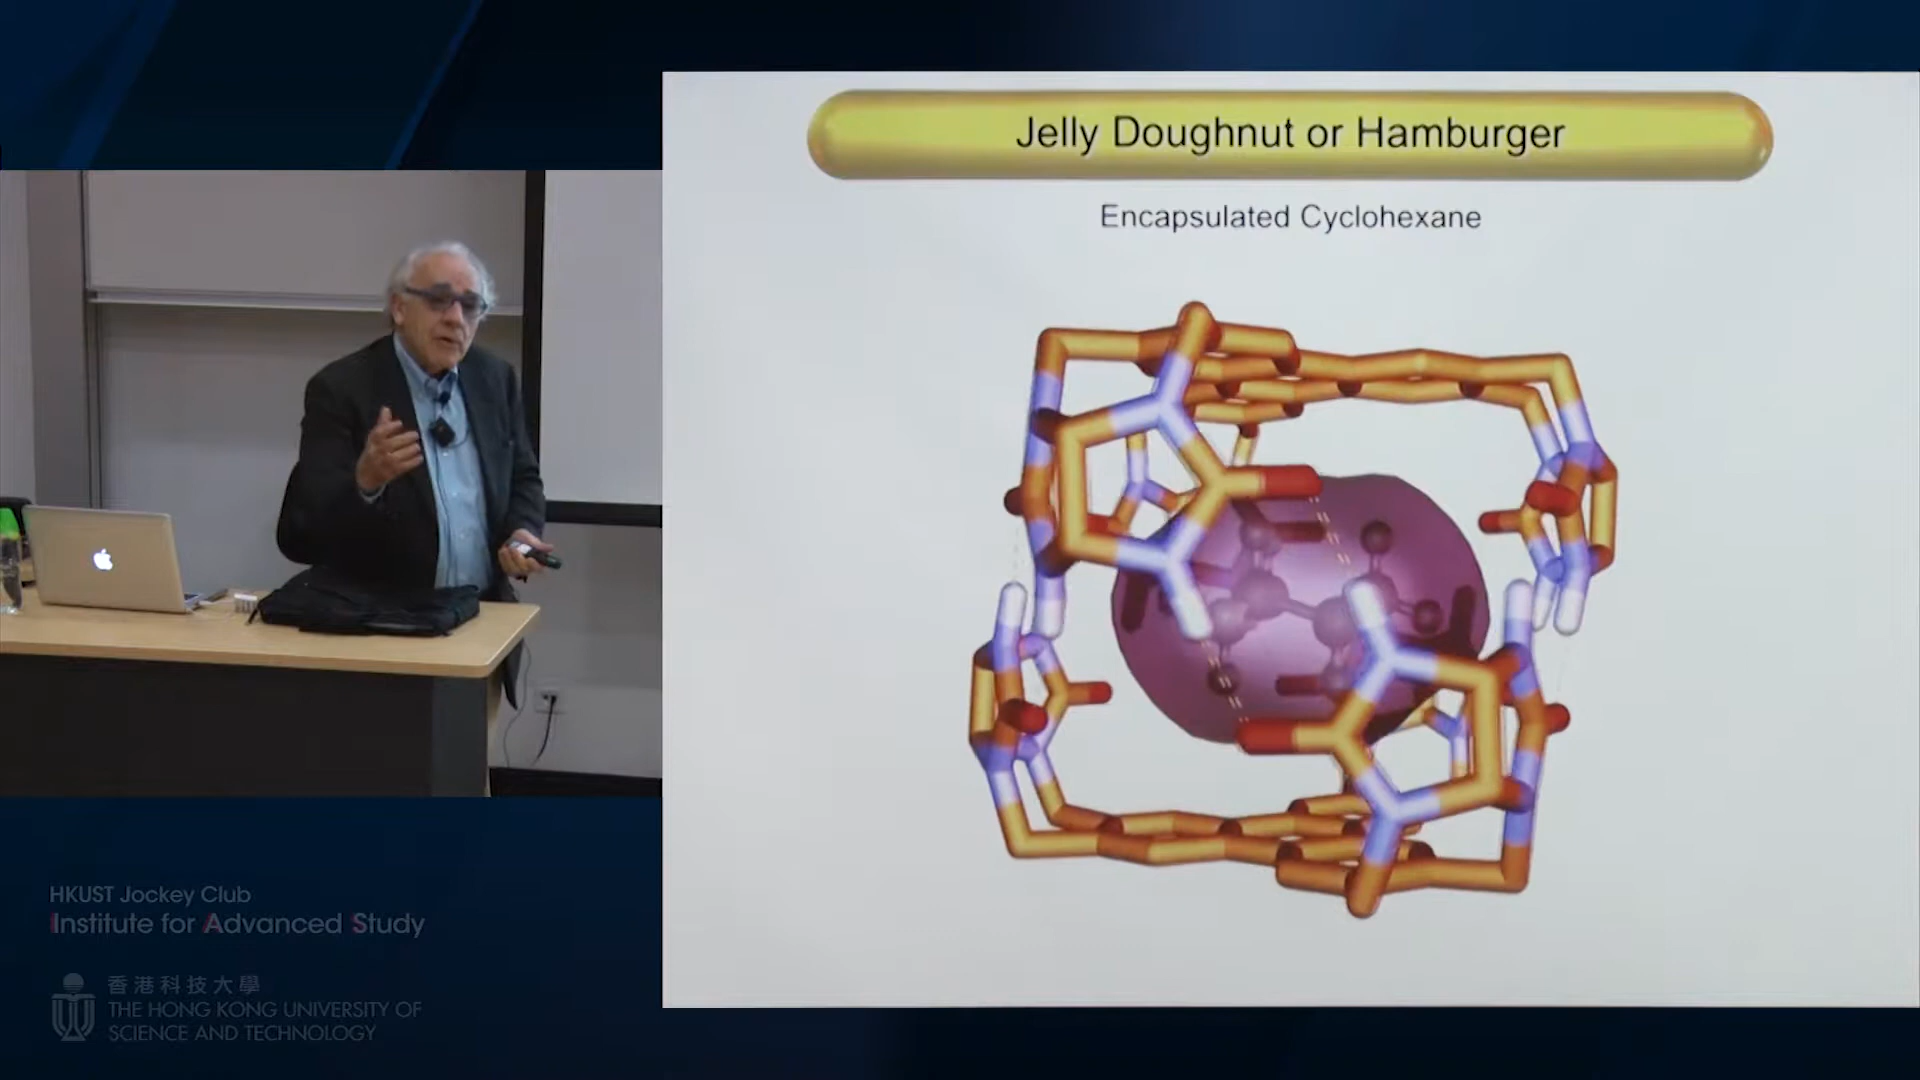 Jelly Doughnut or Hamburger
Encapsulated Cyclohexane
HKUST Jockey Club
Institute for Advanced Study
香港科技大學
THE HONG KONG UNIVERSITY OF
SCIENCE AND TECHNOLOGY